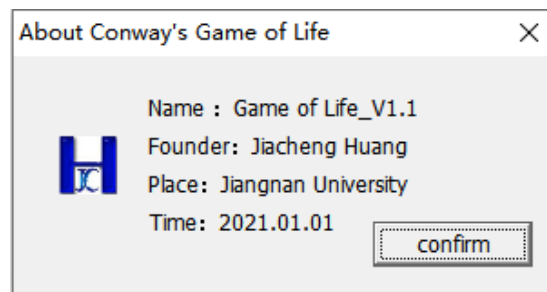 About Conway's Game of Life
Name： Game of Life_V1.1
Founder：Jiacheng Huang
Place：Jiangnan University
Time：2021.01.01
confirm
HJC